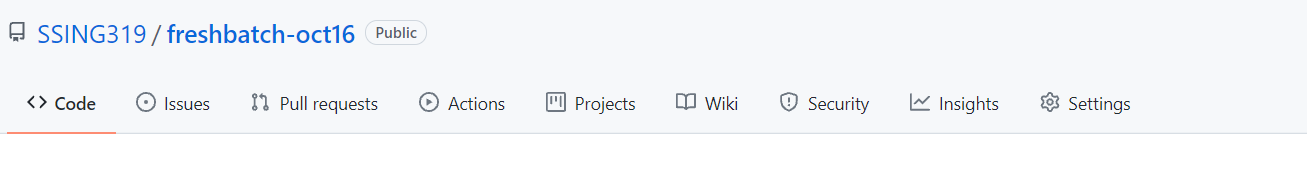 SSING319 / freshbatch-oct16 Public
Code Issues Pull requests Actions Projects Wiki Security Insights Settings